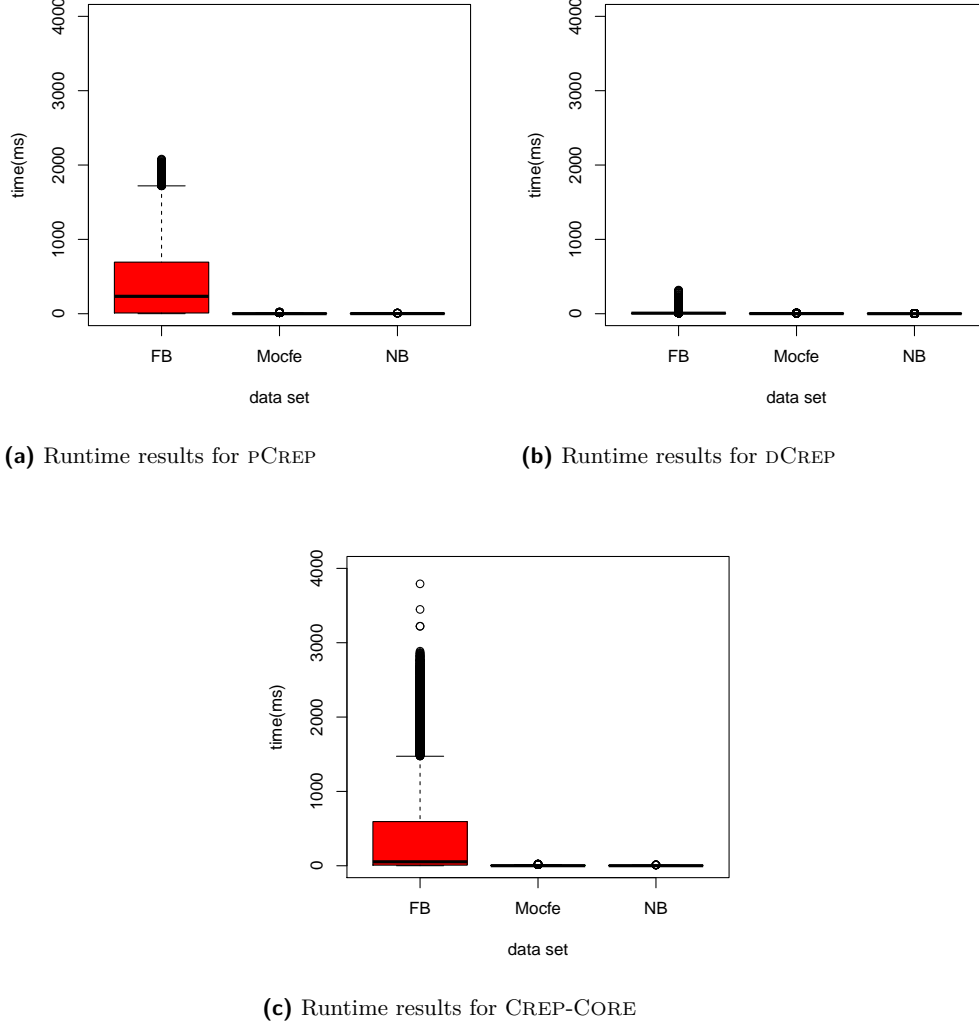 4000
3000
2000
1000
0
time(ms)
FB Mocfe NB
data set
(a) Runtime results for PCREP
4000
3000
2000
1000
0
time(ms)
FB Mocfe NB
data set
(b) Runtime results for DCREP
4000
3000
2000
1000
0
time(ms)
FB Mocfe NB
data set
(c) Runtime results for CREP-CORE